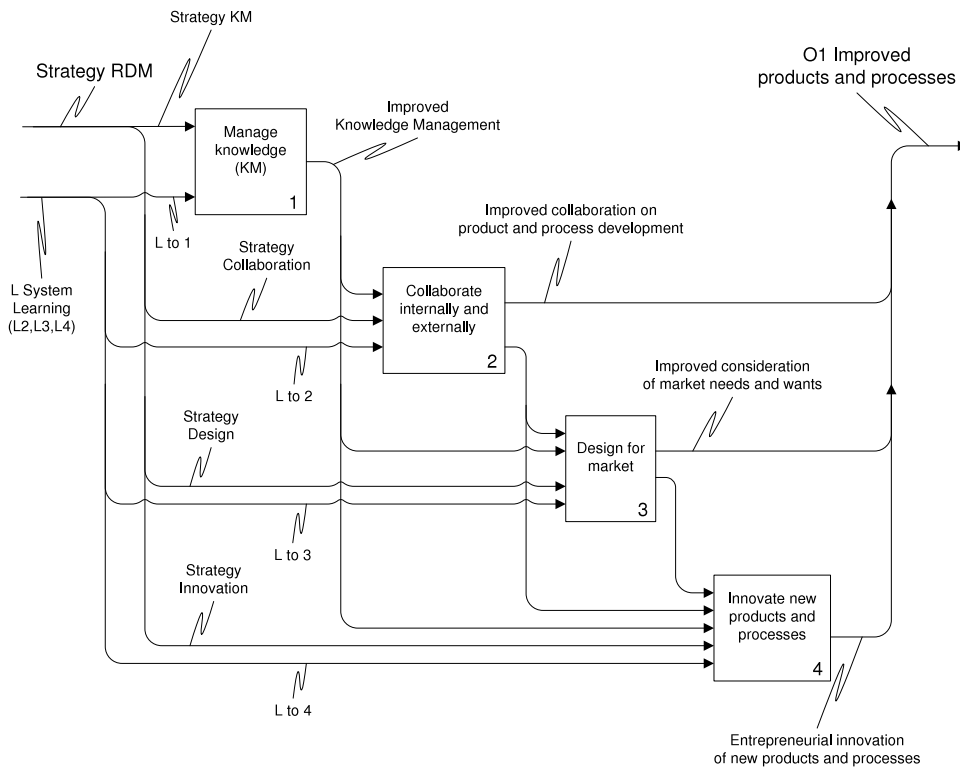 Strategy KM
Strategy RDM
O1 Improved
products and processes
Improved
Knowledge Management
Manage
knowledge
(KM)
1
L to 1
Improved collaboration on
product and process development
Strategy
Collaboration
L System
Learning
(L2,L3,L4)
Collaborate
internally and
externally
2
L to 2
Improved consideration
of market needs and wants
Strategy
Design
Design for
market
3
L to 3
Strategy
Innovation
Innovate new
products and
processes
4
L to 4
Entrepreneurial innovation
of new products and processes